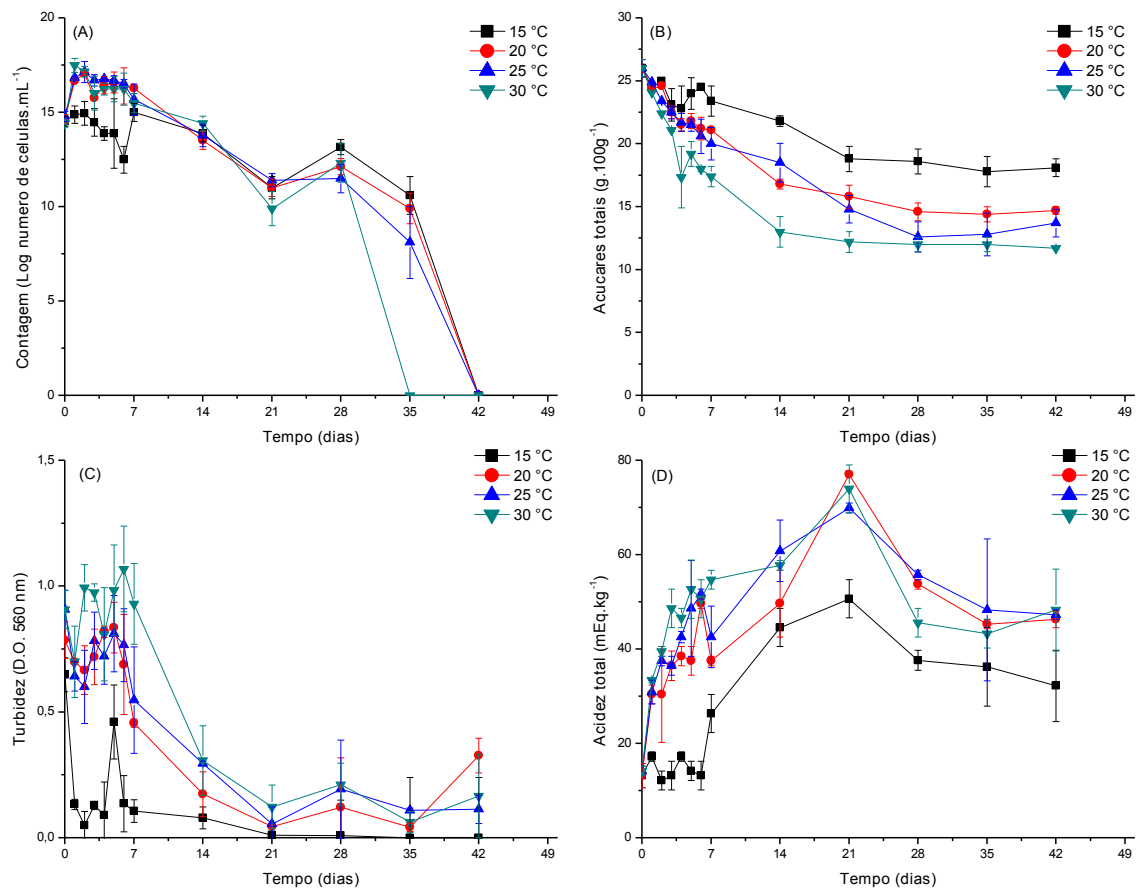 (A)
15 °C
20 °C
25 °C
30 °C
20
15
10
5
0
Contagem (Log numero de celulas.mL⁻¹)
0 7 14 21 28 35 42 49
Tempo (dias)
(B)
15 °C
20 °C
25 °C
30 °C
30
25
20
15
10
5
0
Acucares totais (g.100g⁻¹)
0 7 14 21 28 35 42 49
Tempo (dias)
(C)
15 °C
20 °C
25 °C
30 °C
1,5
1,0
0,5
0,0
Turbidez (D.O. 560 nm)
0 7 14 21 28 35 42 49
Tempo (dias)
(D)
15 °C
20 °C
25 °C
30 °C
80
60
40
20
0
Acidez total (mEq.kg⁻¹)
0 7 14 21 28 35 42 49
Tempo (dias)